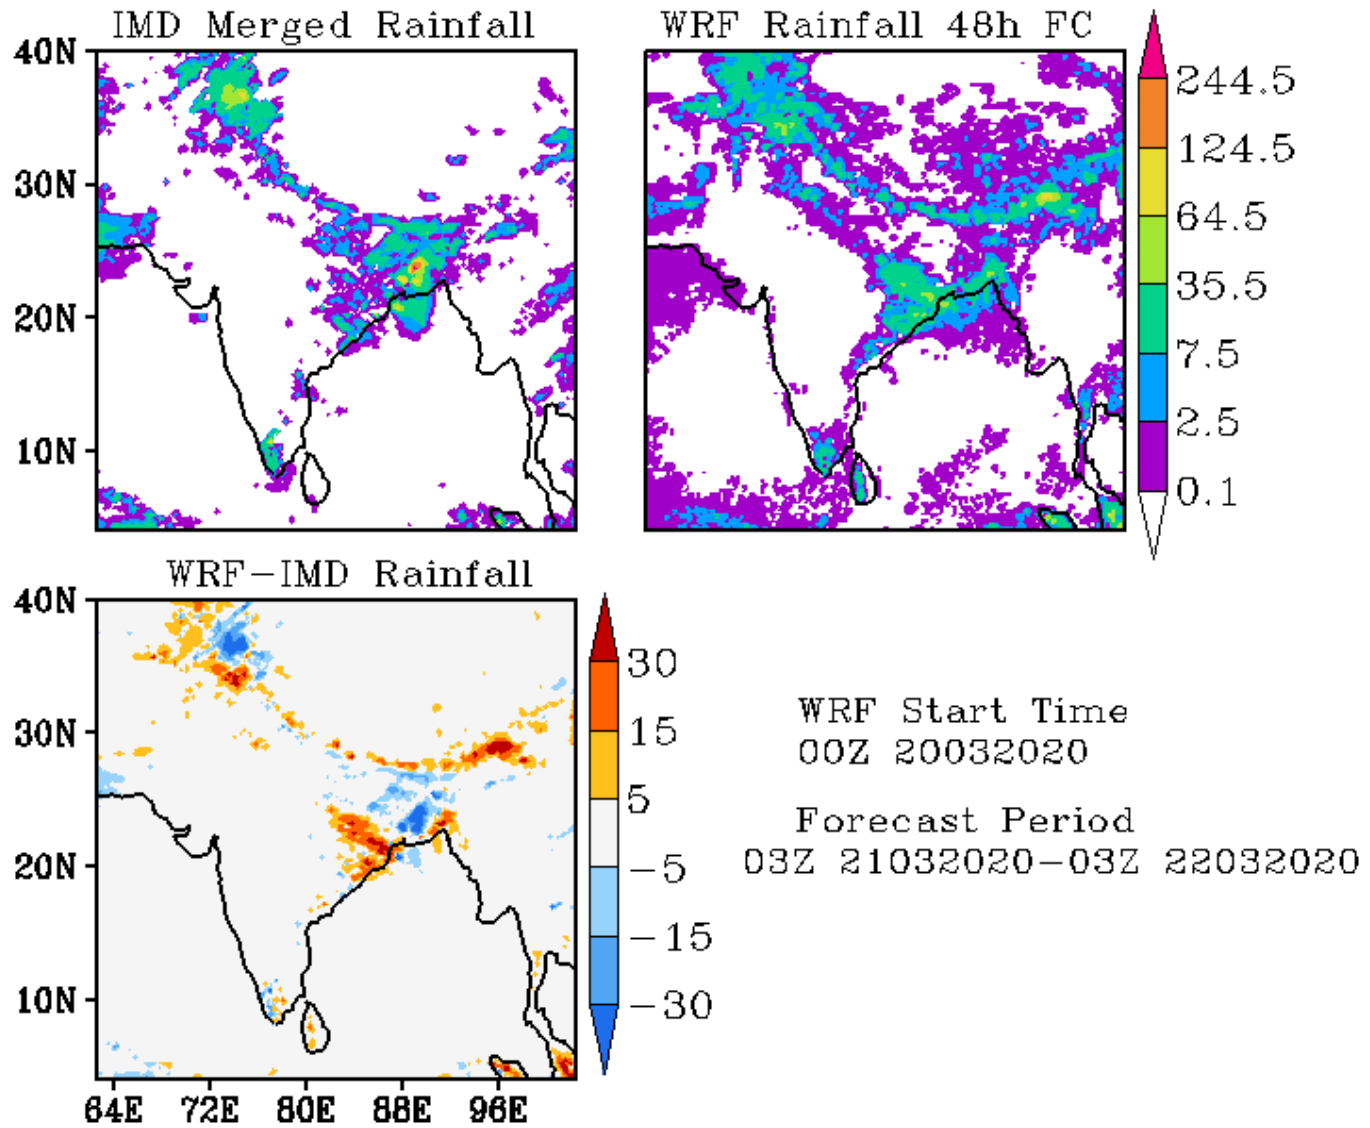 IMD Merged Rainfall
WRF Rainfall 48h FC
40N
30N
20N
10N
244.5
124.5
64.5
35.5
7.5
2.5
0.1
WRF-IMD Rainfall
40N
30N
20N
10N
64E 72E 80E 88E 96E
30
15
5
-5
-15
-30
WRF Start Time
00Z 20032020
Forecast Period
03Z 21032020-03Z 22032020